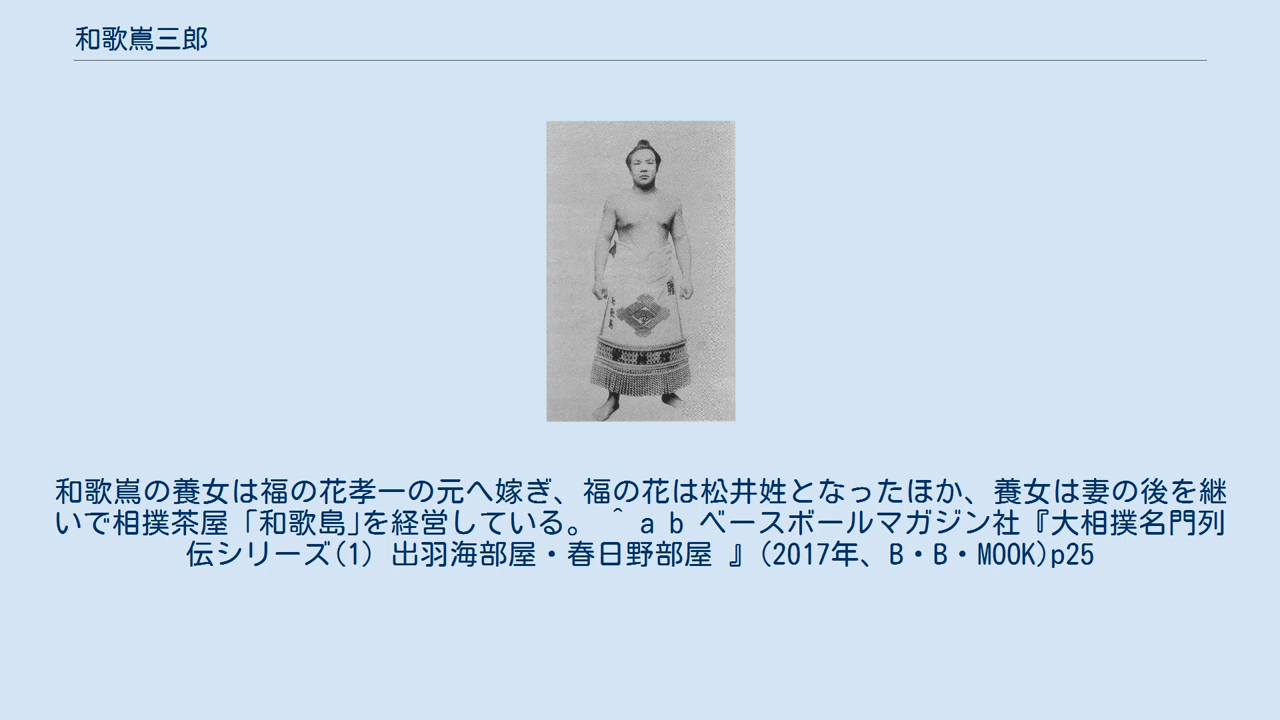 和歌嶌三郎
和歌嶌の養女は福の花孝一の元へ嫁ぎ、福の花は松井姓となったほか、養女は妻の後を継
いで相撲茶屋「和歌島」を経営している。 ^ a b ベースボールマガジン社『大相撲名門列
伝シリーズ(1) 出羽海部屋・春日野部屋 』(2017年、B・B・MOOK)p25